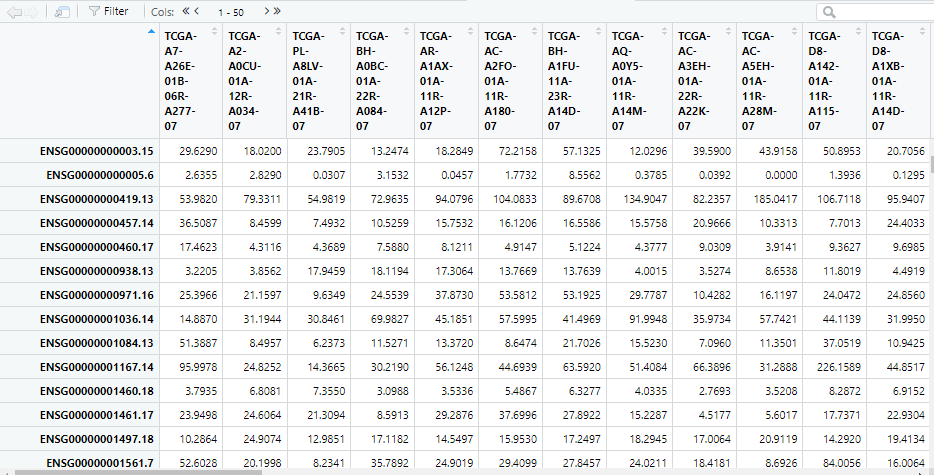 Filter Cols: 1 - 50
TCGA-A7-A26E-01B-06R-A277-07 TCGA-A2-A0CU-01A-12R-A034-07 TCGA-PL-A8LV-01A-21R-A41B-07 TCGA-BH-A0BC-01A-22R-A084-07 TCGA-AR-A1AX-01A-11R-A12P-07 TCGA-AC-A2FO-01A-11R-A180-07 TCGA-BH-A1FU-11A-23R-A14D-07 TCGA-AQ-A0Y5-01A-11R-A14M-07 TCGA-AC-A3EH-01A-22R-A22K-07 TCGA-AC-A5EH-01A-11R-A28M-07 TCGA-D8-A142-01A-11R-A115-07 TCGA-D8-A1XB-01A-11R-A14D-07
ENSG00000000003.15 29.6290 18.0200 23.7905 13.2474 18.2849 72.2158 57.1325 12.0296 39.5900 43.9158 50.8953 20.7056
ENSG00000000005.6 2.6355 2.8290 0.0307 3.1532 0.0457 1.7732 8.5562 0.3785 0.0392 0.0000 1.3936 0.1295
ENSG00000000419.13 53.9820 79.3311 54.9819 72.9635 94.0796 104.0833 89.6708 134.9047 82.2357 185.0417 106.7118 95.9407
ENSG00000000457.14 36.5087 8.4599 7.4932 10.5259 15.7532 16.1206 16.5586 15.5758 20.9666 10.3313 7.7013 24.4033
ENSG00000000460.17 17.4623 4.3116 4.3689 7.5880 8.1211 4.9147 5.1224 4.3777 9.0309 3.9141 9.3627 9.6985
ENSG00000000938.13 3.2205 3.8562 17.9459 18.1194 17.3064 13.7669 13.7639 4.0015 3.5274 8.6538 11.8019 4.4919
ENSG00000000971.16 25.3966 21.1597 9.6349 24.5539 37.8730 53.5812 53.1925 29.7787 10.4282 16.1197 24.0472 24.8560
ENSG00000001036.14 14.8870 31.1944 30.8461 69.9827 45.1851 57.5995 41.4969 91.9948 35.9734 57.7421 44.1139 31.9950
ENSG00000001084.13 51.3887 8.4957 6.2373 11.5271 13.3720 8.6474 21.7026 15.5230 7.0960 11.3501 37.0519 10.9425
ENSG00000001167.14 95.9978 24.8252 14.3665 30.2190 56.1248 44.6939 63.5920 51.4084 66.3896 31.2888 226.1589 44.8517
ENSG00000001460.18 3.7935 6.8081 7.3550 3.0988 3.5336 5.4867 6.3277 4.0335 2.7693 3.5208 8.2872 6.9152
ENSG00000001461.17 23.9498 24.6064 21.3094 8.5913 29.2876 37.6996 27.8922 15.2287 4.5177 5.6017 17.7371 22.9304
ENSG00000001497.18 10.2864 24.9074 12.9851 17.1182 14.5497 15.9530 17.2497 18.2945 17.0064 20.9119 14.2920 19.4134
ENSG00000001561.7 52.6028 20.1998 8.2341 35.7892 24.9019 29.4099 27.8457 24.0211 18.4181 8.6926 84.0056 16.0064